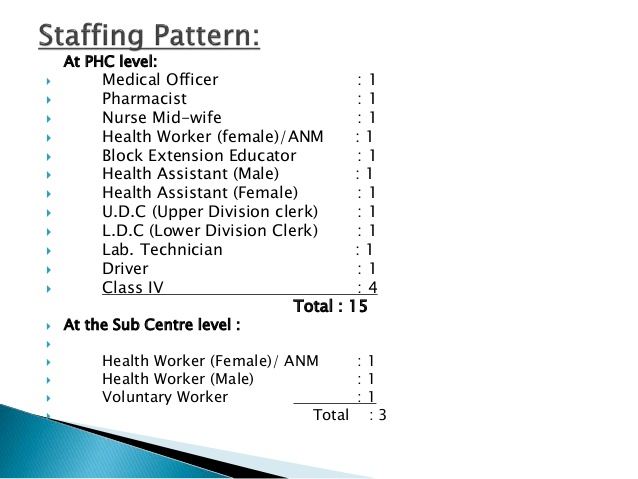 Staffing Pattern:
At PHC level:
Medical Officer : 1
Pharmacist : 1
Nurse Mid-wife : 1
Health Worker (female)/ANM : 1
Block Extension Educator : 1
Health Assistant (Male) : 1
Health Assistant (Female) : 1
U.D.C (Upper Division clerk) : 1
L.D.C (Lower Division Clerk) : 1
Lab. Technician : 1
Driver : 1
Class IV : 4
Total : 15
At the Sub Centre level :
Health Worker (Female)/ ANM : 1
Health Worker (Male) : 1
Voluntary Worker : 1
Total : 3